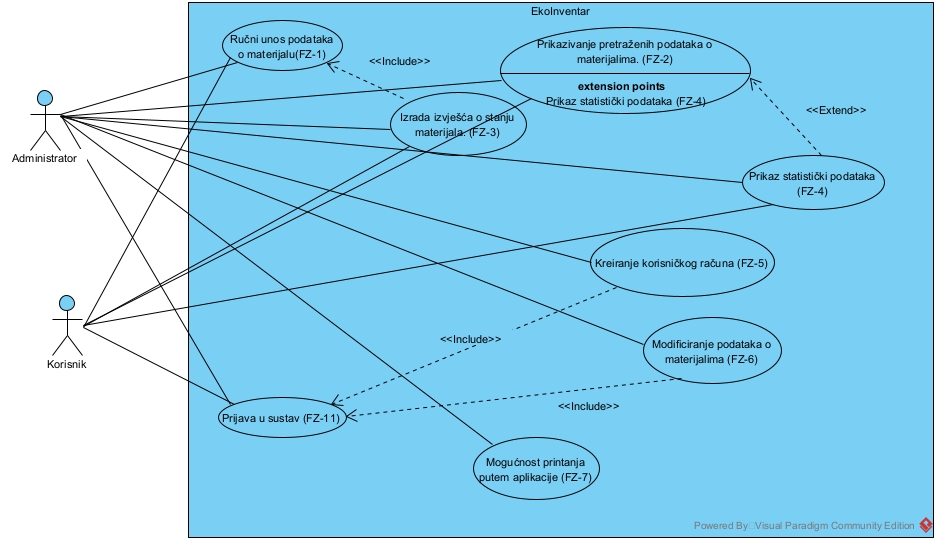 EkoInventar
Ručni unos podataka
o materijalu(FZ-1)
<<Include>>
Prikazivanje pretraženih podataka o
materijalima. (FZ-2)
extension points
Prikaz statistički podataka (FZ-4)
<<Extend>>
Izrada izvješća o stanju
materijala. (FZ-3)
Administrator
Prikaz statistički podataka
(FZ-4)
Kreiranje korisničkog računa (FZ-5)
<<Include>>
Modificiranje podataka o
materijalima (FZ-6)
Korisnik
<<Include>>
Prijava u sustav (FZ-11)
Mogućnost printanja
putem aplikacije (FZ-7)
Powered By Visual Paradigm Community Edition